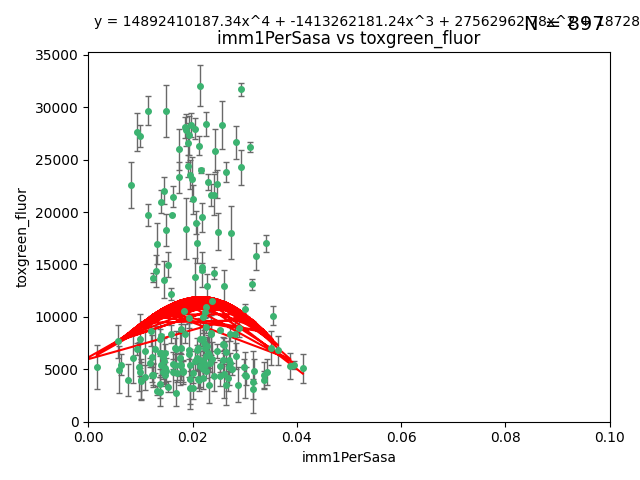 y = 14892410187.34x^4 + -1413262181.24x^3 + 27562962.
N = 897
imm1PerSasa vs toxgreen_fluor
35000
30000
25000
20000
15000
10000
5000
0
toxgreen_fluor
0.00 0.02 0.04 0.06 0.08 0.10
imm1PerSasa